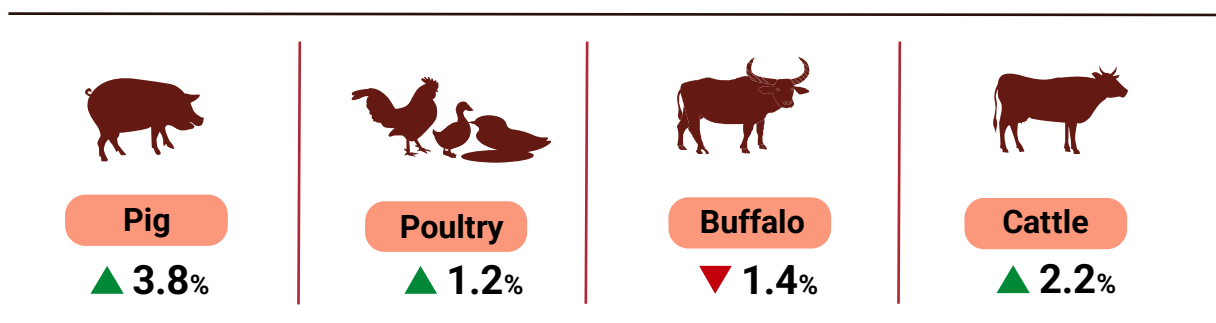 Pig
▲ 3.8%
Poultry
▲ 1.2%
Buffalo
▼ 1.4%
Cattle
▲ 2.2%